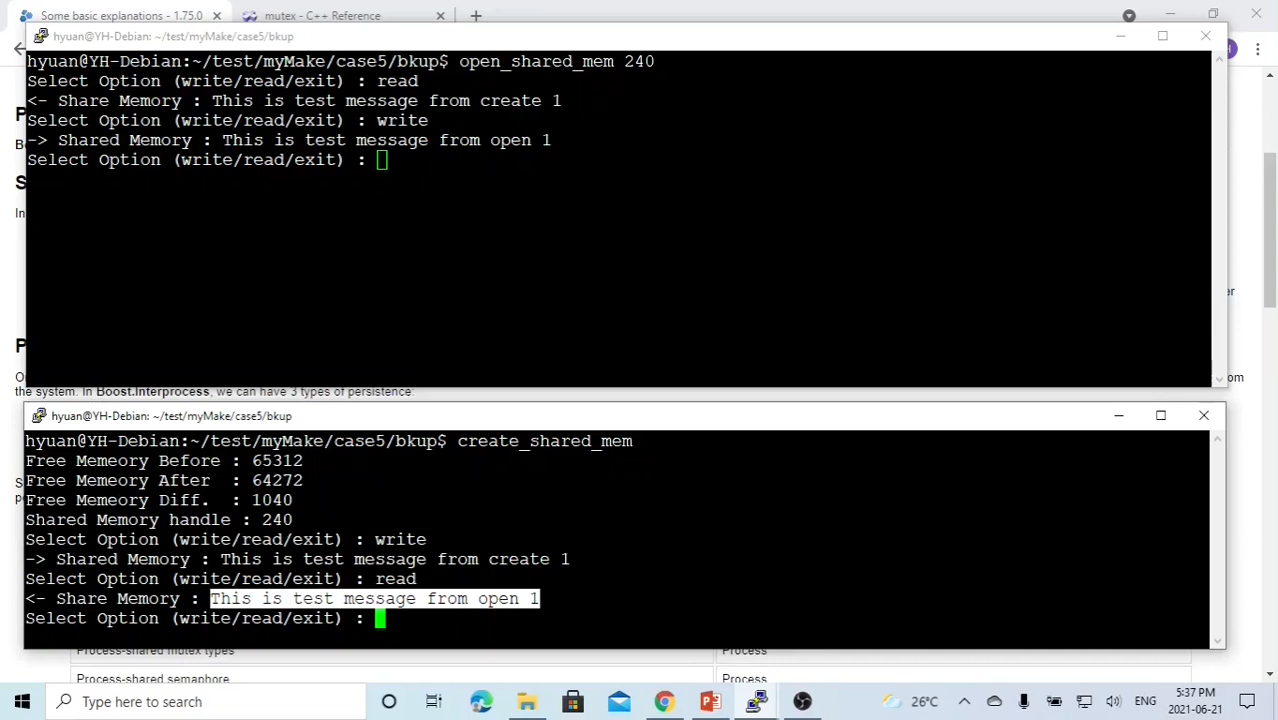 Some basic explanations - 1.75.0
mutex - C++ Reference
hyuan@YH-Debian: ~/test/myMake/case5/bkup
hyuan@YH-Debian:~/test/myMake/case5/bkup$ open_shared_mem 240
Select Option (write/read/exit) : read
<- Share Memory : This is test message from create 1
Select Option (write/read/exit) : write
-> Shared Memory : This is test message from open 1
Select Option (write/read/exit) :
the system. In Boost.Interprocess, we can have 3 types of persistence:
hyuan@YH-Debian: ~/test/myMake/case5/bkup
hyuan@YH-Debian:~/test/myMake/case5/bkup$ create_shared_mem
Free Memeory Before : 65312
Free Memeory After  : 64272
Free Memeory Diff.  : 1040
Shared Memory handle : 240
Select Option (write/read/exit) : write
-> Shared Memory : This is test message from create 1
Select Option (write/read/exit) : read
<- Share Memory : This is test message from open 1
Select Option (write/read/exit) :
Process-shared mutex types Process
Process-shared semaphore Process
Type here to search
26°C
ENG
5:37 PM
2021-06-21